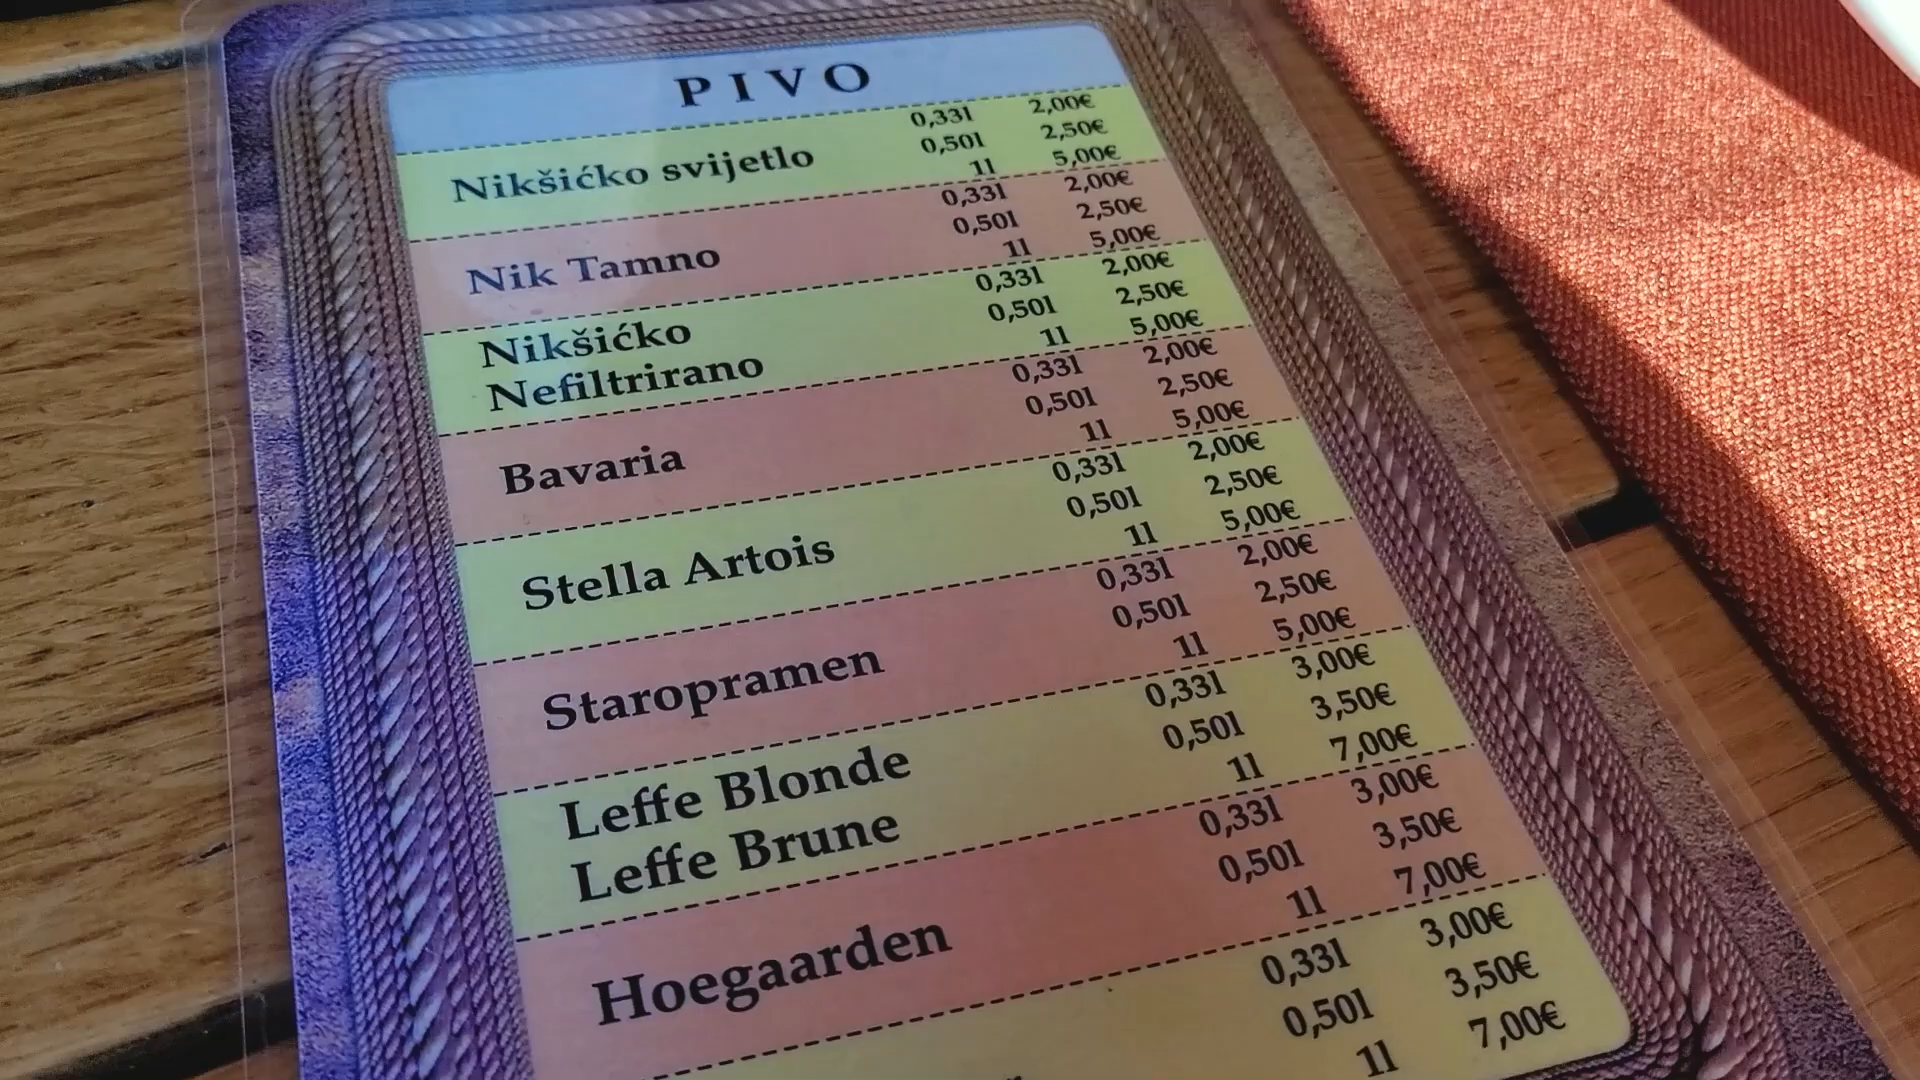 PIVO
Nikšićko svijetlo
0,33l 2,00€
0,50l 2,50€
1l 5,00€
Nik Tamno
0,33l 2,00€
0,50l 2,50€
1l 5,00€
Nikšićko
Nefiltrirano
0,33l 2,00€
0,50l 2,50€
1l 5,00€
Bavaria
0,33l 2,00€
0,50l 2,50€
1l 5,00€
Stella Artois
0,33l 2,00€
0,50l 2,50€
1l 5,00€
Staropramen
0,33l 2,00€
0,50l 2,50€
1l 5,00€
Leffe Blonde
Leffe Brune
0,33l 3,00€
0,50l 3,50€
1l 7,00€
Hoegaarden
0,33l 3,00€
0,50l 3,50€
1l 7,00€
0,33l 3,00€
0,50l 3,50€
1l 7,00€